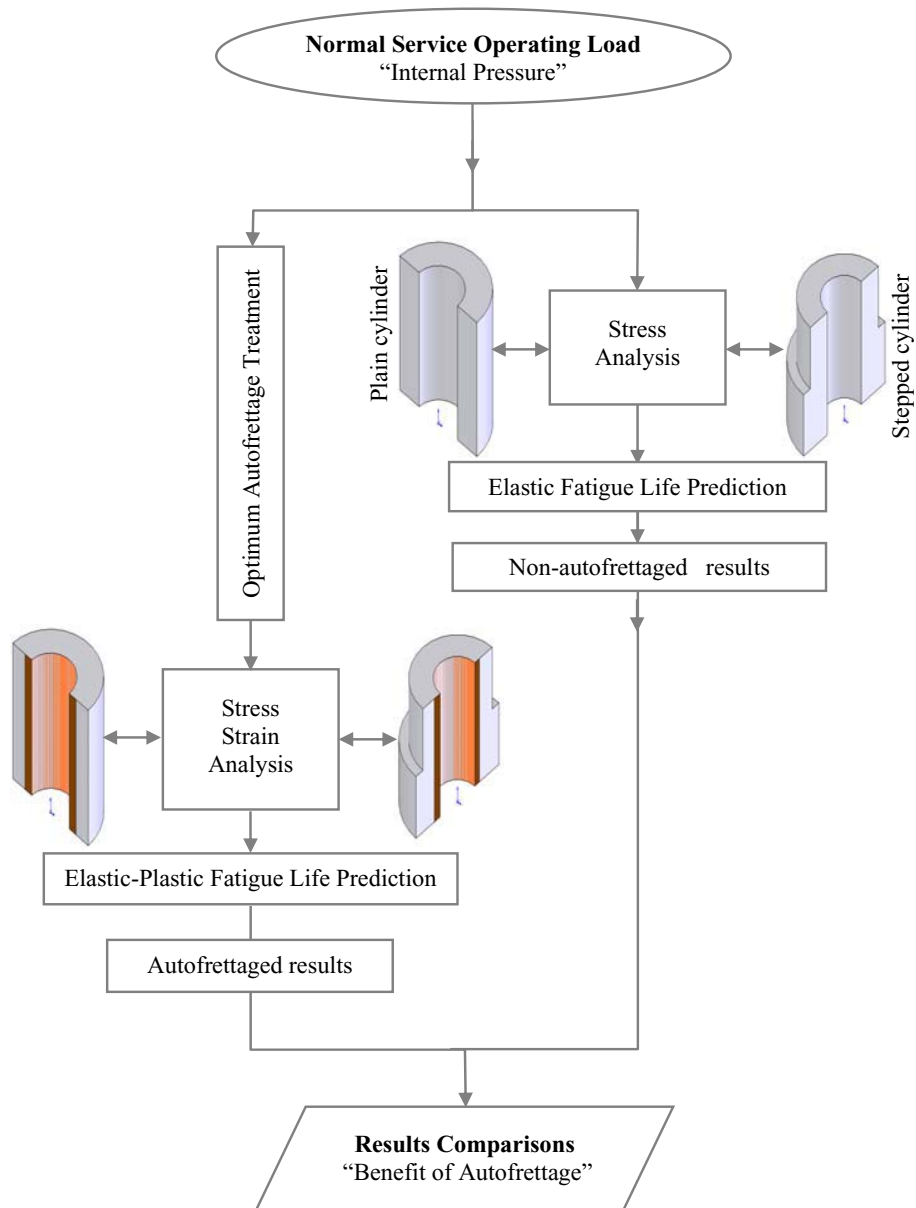 Normal Service Operating Load
“Internal Pressure”
Optimum Autofrettage Treatment
Plain cylinder
Stress
Analysis
Stepped cylinder
Elastic Fatigue Life Prediction
Non-autofrettaged results
Stress
Strain
Analysis
Elastic-Plastic Fatigue Life Prediction
Autofrettaged results
Results Comparisons
“Benefit of Autofrettage”